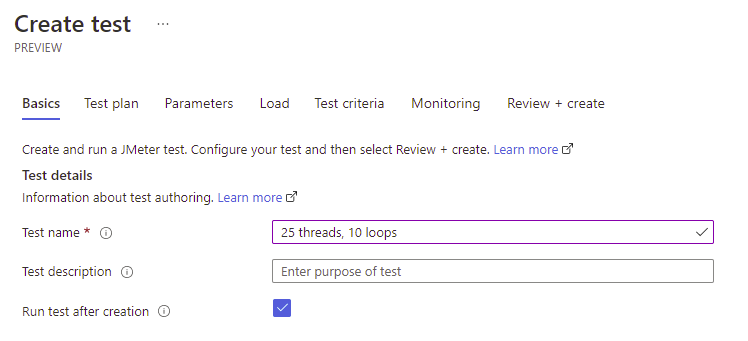 Create test ...
PREVIEW
Basics Test plan Parameters Load Test criteria Monitoring Review + create
Create and run a JMeter test. Configure your test and then select Review + create. Learn more
Test details
Information about test authoring. Learn more
Test name * 25 threads, 10 loops
Test description Enter purpose of test
Run test after creation